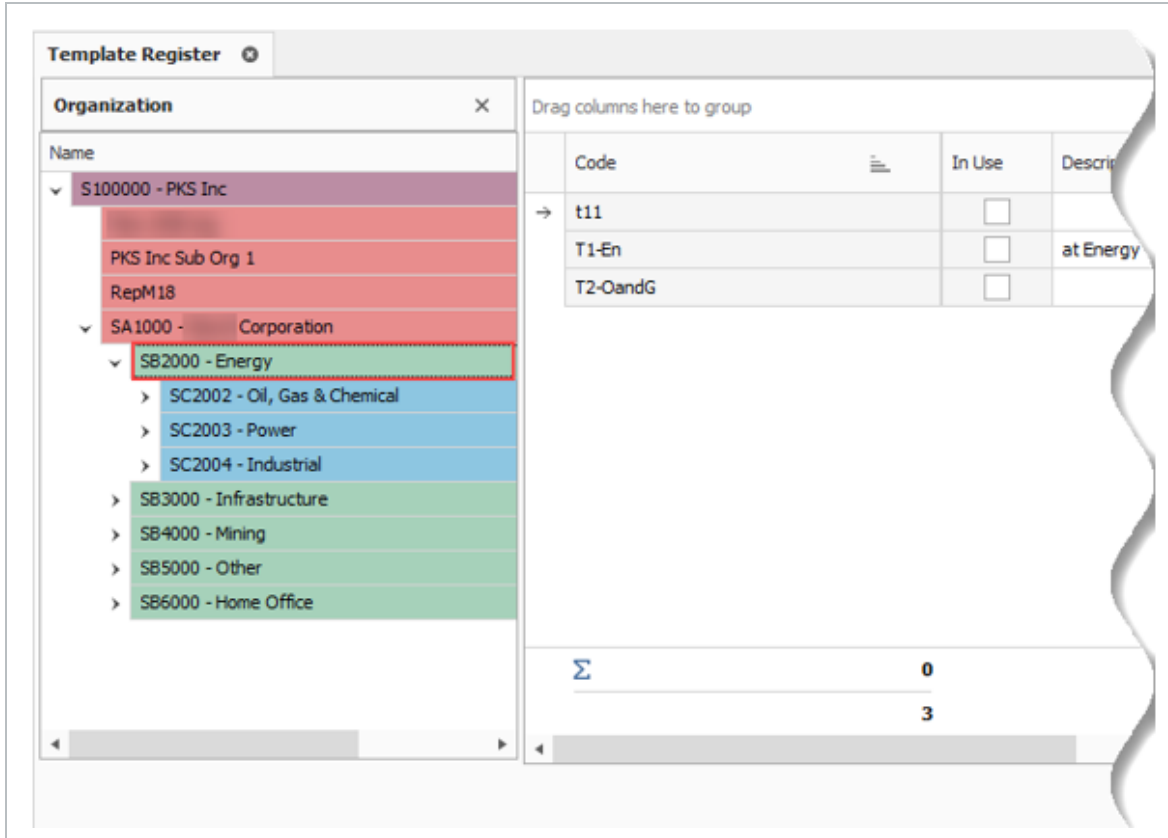 Template Register
Organization
Name
S100000 - PKS Inc
PKS Inc Sub Org 1
RepM18
SA1000 - Corporation
SB2000 - Energy
SC2002 - Oil, Gas & Chemical
SC2003 - Power
SC2004 - Industrial
SB3000 - Infrastructure
SB4000 - Mining
SB5000 - Other
SB6000 - Home Office
Drag columns here to group
Code In Use Descrip
t11
T1-En at Energy
T2-OandG
Σ 0
3